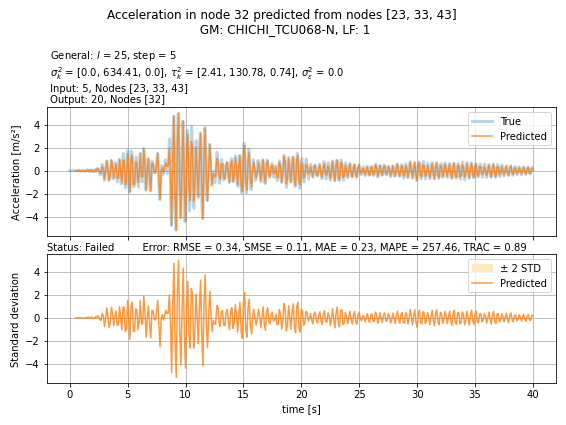 Acceleration in node 32 predicted from nodes [23, 33, 43]
GM: CHICHI_TCU068-N, LF: 1
General: l = 25, step = 5
σ²ₖ = [0.0, 634.41, 0.0], τ²ₖ = [2.41, 130.78, 0.74], σ²ε = 0.0
Input: 5, Nodes [23, 33, 43]
Output: 20, Nodes [32]
Acceleration [m/s²]
4
2
0
−2
−4
True
Predicted
Status: Failed
Error: RMSE = 0.34, SMSE = 0.11, MAE = 0.23, MAPE = 257.46, TRAC = 0.89
Standard deviation
4
2
0
−2
−4
± 2 STD
Predicted
0 5 10 15 20 25 30 35 40
time [s]